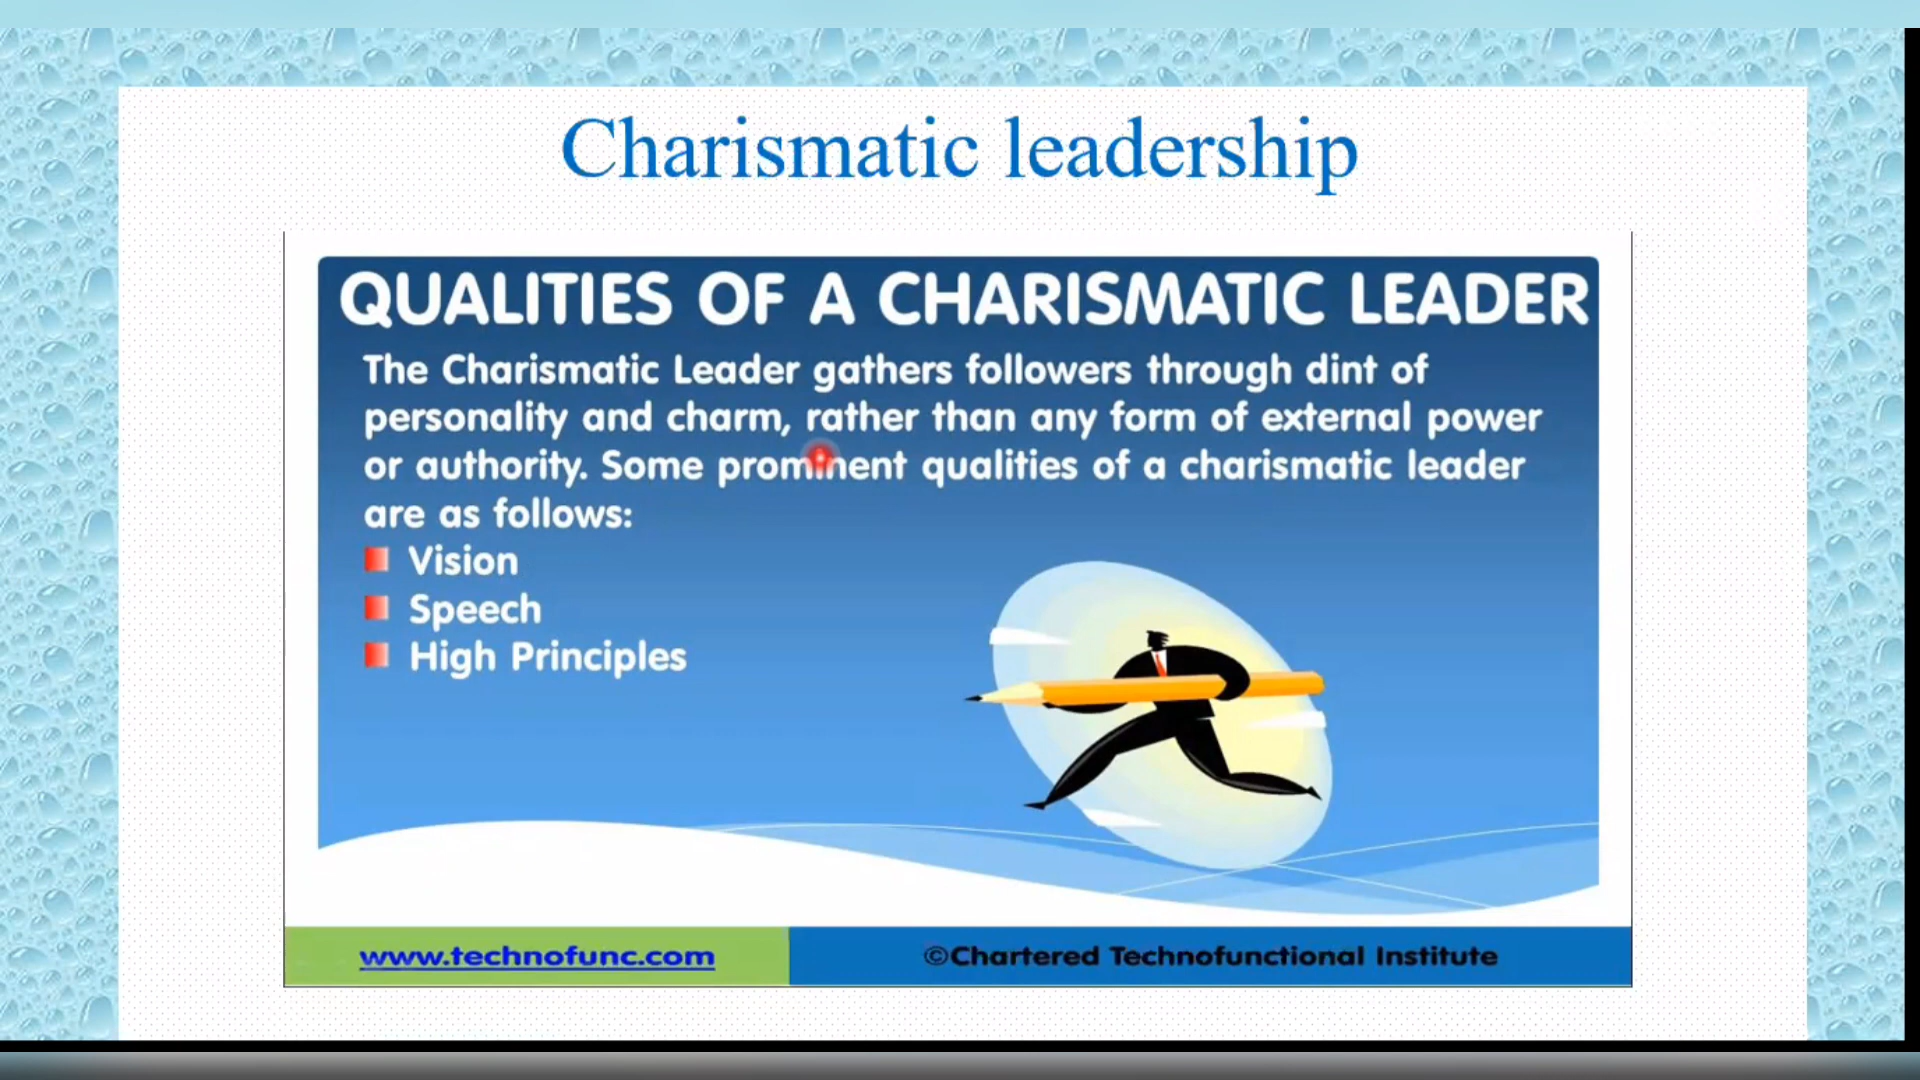 Charismatic leadership
QUALITIES OF A CHARISMATIC LEADER
The Charismatic Leader gathers followers through dint of
personality and charm, rather than any form of external power
or authority. Some prominent qualities of a charismatic leader
are as follows:
Vision
Speech
High Principles
www.technofunc.com
©Chartered Technofunctional Institute